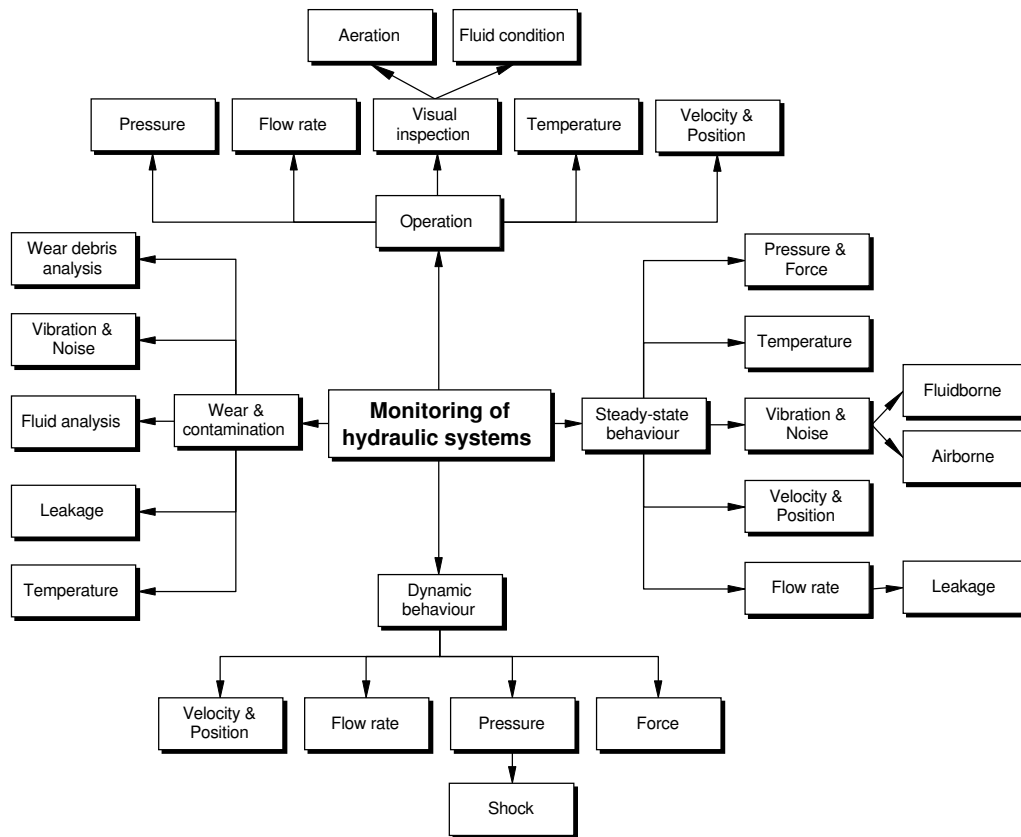 Aeration
Fluid condition
Pressure
Flow rate
Visual
inspection
Temperature
Velocity &
Position
Operation
Wear debris
analysis
Pressure &
Force
Vibration &
Noise
Temperature
Fluid analysis
Wear &
contamination
Monitoring of
hydraulic systems
Steady-state
behaviour
Vibration &
Noise
Fluidborne
Airborne
Leakage
Velocity &
Position
Temperature
Dynamic
behaviour
Flow rate
Leakage
Velocity &
Position
Flow rate
Pressure
Force
Shock